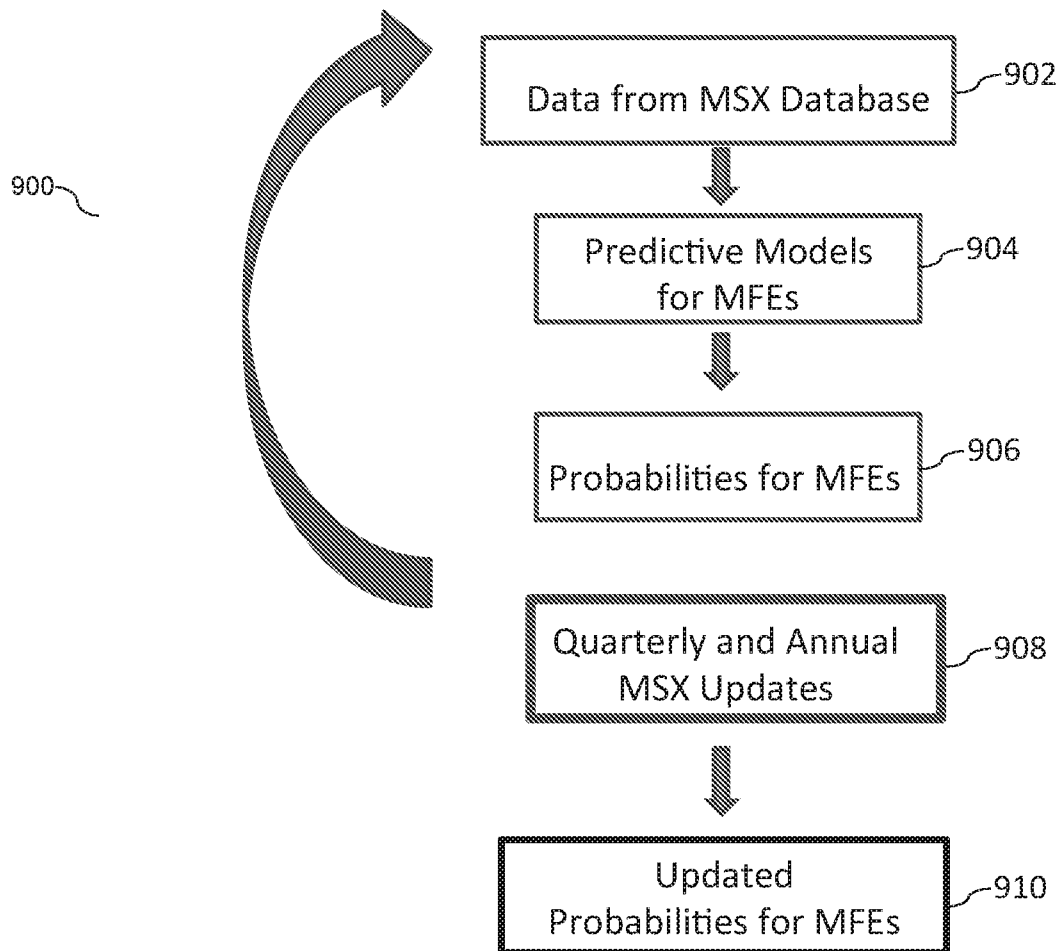 Data from MSX Database
902
900
Predictive Models
for MFEs
904
Probabilities for MFEs
906
Quarterly and Annual
MSX Updates
908
Updated
Probabilities for MFEs
910